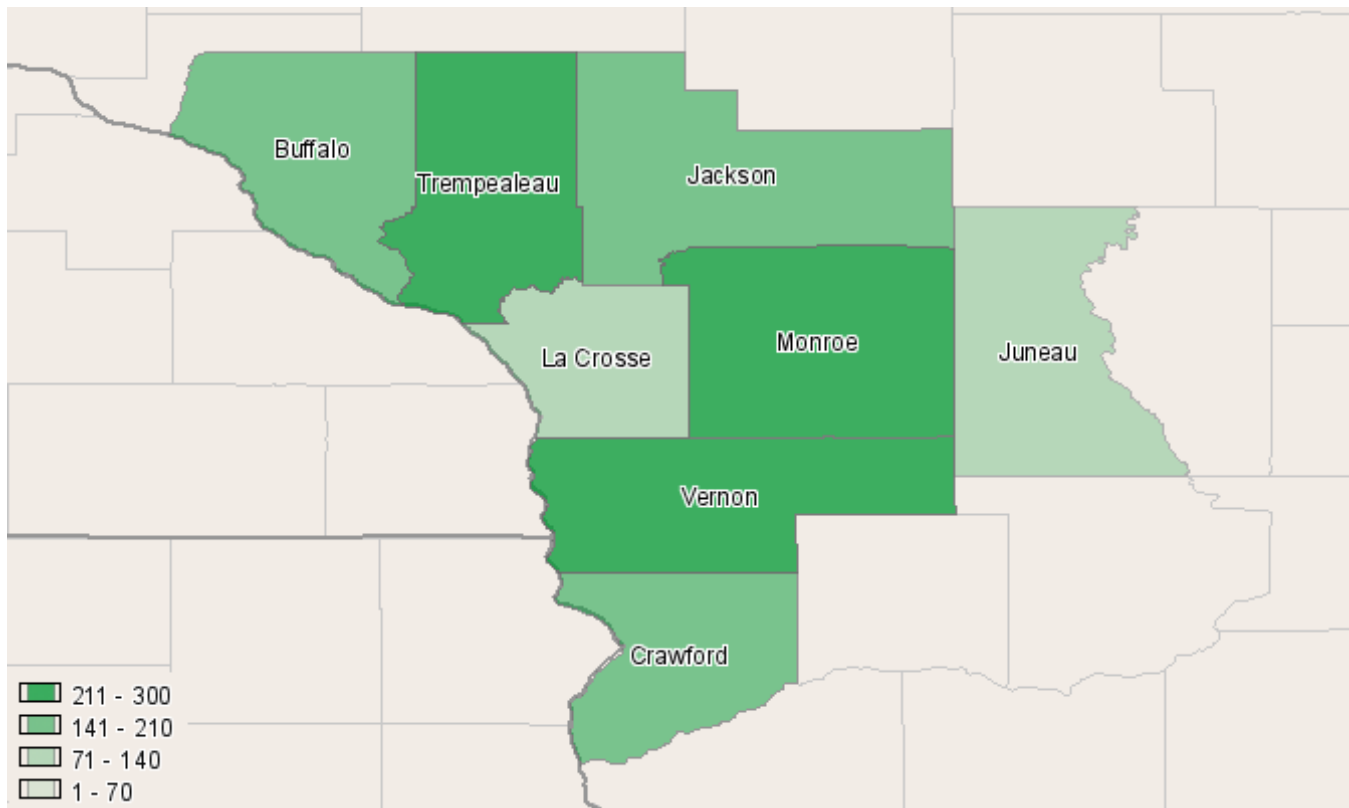 Buffalo
Trempealeau
Jackson
La Crosse
Monroe
Juneau
Vernon
Crawford
211 - 300
141 - 210
71 - 140
1 - 70